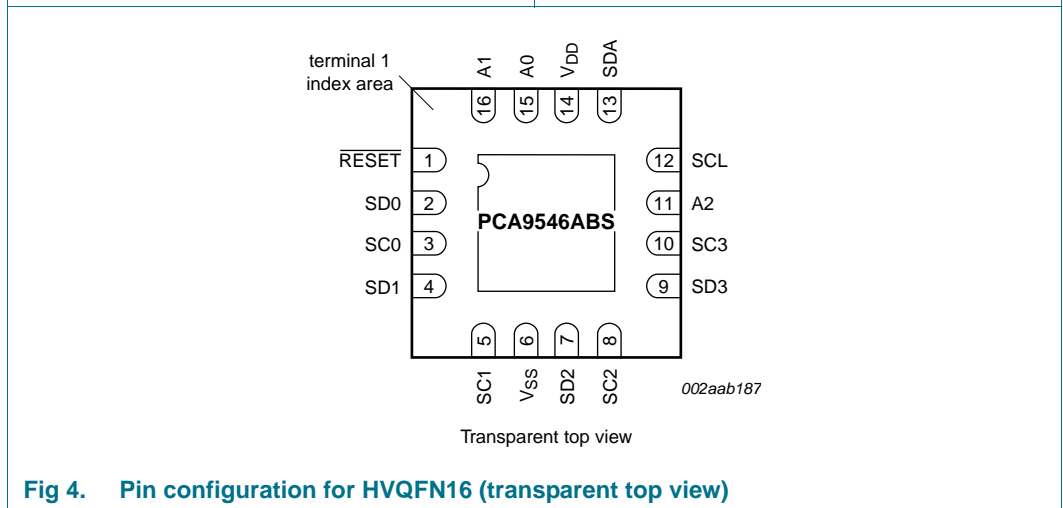 terminal 1
index area
A1
A0
VDD
SDA
16
15
14
13
RESET 1
12 SCL
SD0 2
11 A2
PCA9546ABS
SC0 3
10 SC3
SD1 4
9 SD3
5
6
7
8
SC1
VSS
SD2
SC2
002aab187
Transparent top view
Fig 4. Pin configuration for HVQFN16 (transparent top view)